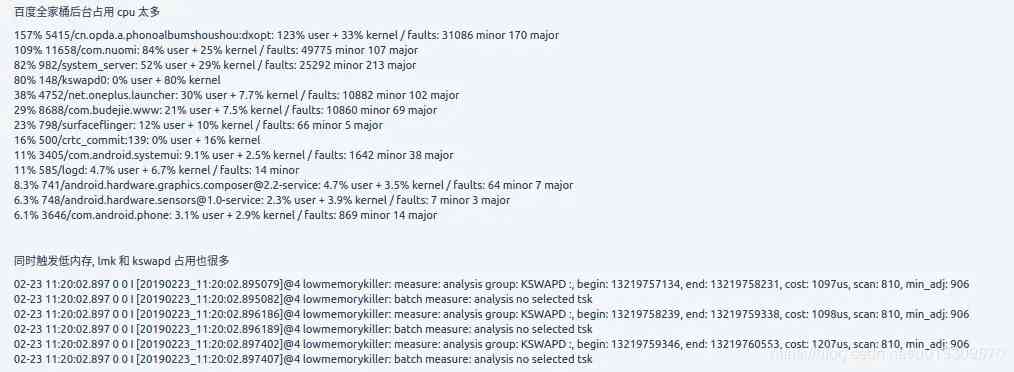 百度全家桶后台占用 cpu 太多
157% 5415/cn.opda.a.phonoalbumshoushou:dxopt: 123% user + 33% kernel / faults: 31086 minor 170 major
109% 11658/com.nuomi: 84% user + 25% kernel / faults: 49775 minor 107 major
82% 982/system_server: 52% user + 29% kernel / faults: 25292 minor 213 major
80% 148/kswapd0: 0% user + 80% kernel
38% 4752/net.oneplus.launcher: 30% user + 7.7% kernel / faults: 10882 minor 102 major
29% 8688/com.budejie.www: 21% user + 7.5% kernel / faults: 10860 minor 69 major
23% 798/surfaceflinger: 12% user + 10% kernel / faults: 66 minor 5 major
16% 500/crtc_commit:139: 0% user + 16% kernel
11% 3405/com.android.systemui: 9.1% user + 2.5% kernel / faults: 1642 minor 38 major
11% 585/logd: 4.7% user + 6.7% kernel / faults: 14 minor
8.3% 741/android.hardware.graphics.composer@2.2-service: 4.7% user + 3.5% kernel / faults: 64 minor 7 major
6.3% 748/android.hardware.sensors@1.0-service: 2.3% user + 3.9% kernel / faults: 7 minor 3 major
6.1% 3646/com.android.phone: 3.1% user + 2.9% kernel / faults: 869 minor 14 major
同时触发低内存, lmk 和 kswapd 占用也很多
02-23 11:20:02.897 0 0 I [20190223_11:20:02.895079]@4 lowmemorykiller: measure: analysis group: KSWAPD :, begin: 13219757134, end: 13219758231, cost: 1097us, scan: 810, min_adj: 906
02-23 11:20:02.897 0 0 I [20190223_11:20:02.895082]@4 lowmemorykiller: batch measure: analysis no selected tsk
02-23 11:20:02.897 0 0 I [20190223_11:20:02.896186]@4 lowmemorykiller: measure: analysis group: KSWAPD :, begin: 13219758239, end: 13219759338, cost: 1098us, scan: 810, min_adj: 906
02-23 11:20:02.897 0 0 I [20190223_11:20:02.896189]@4 lowmemorykiller: batch measure: analysis no selected tsk
02-23 11:20:02.897 0 0 I [20190223_11:20:02.897402]@4 lowmemorykiller: measure: analysis group: KSWAPD :, begin: 13219759346, end: 13219760553, cost: 1207us, scan: 810, min_adj: 906
02-23 11:20:02.897 0 0 I [20190223_11:20:02.897407]@4 lowmemorykiller: batch measure: analysis no selected tsk